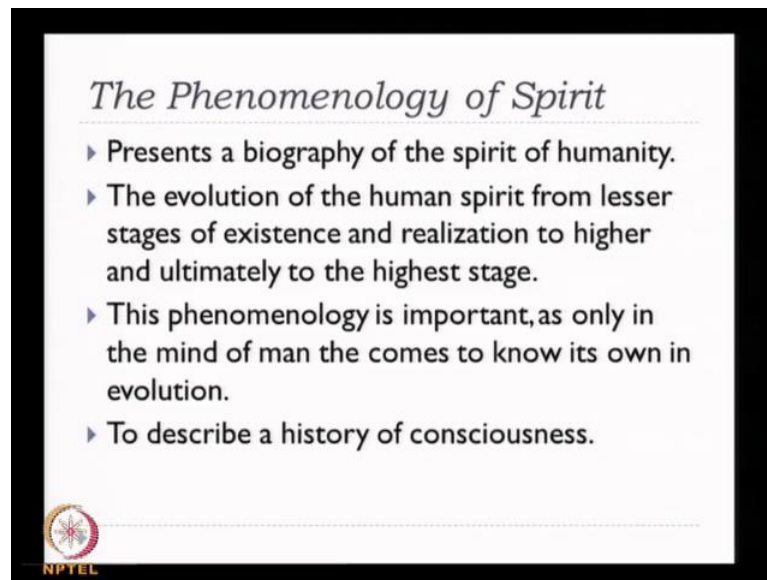 The Phenomenology of Spirit
Presents a biography of the spirit of humanity.
The evolution of the human spirit from lesser
stages of existence and realization to higher
and ultimately to the highest stage.
This phenomenology is important, as only in
the mind of man the comes to know its own in
evolution.
To describe a history of consciousness.
NPTEL